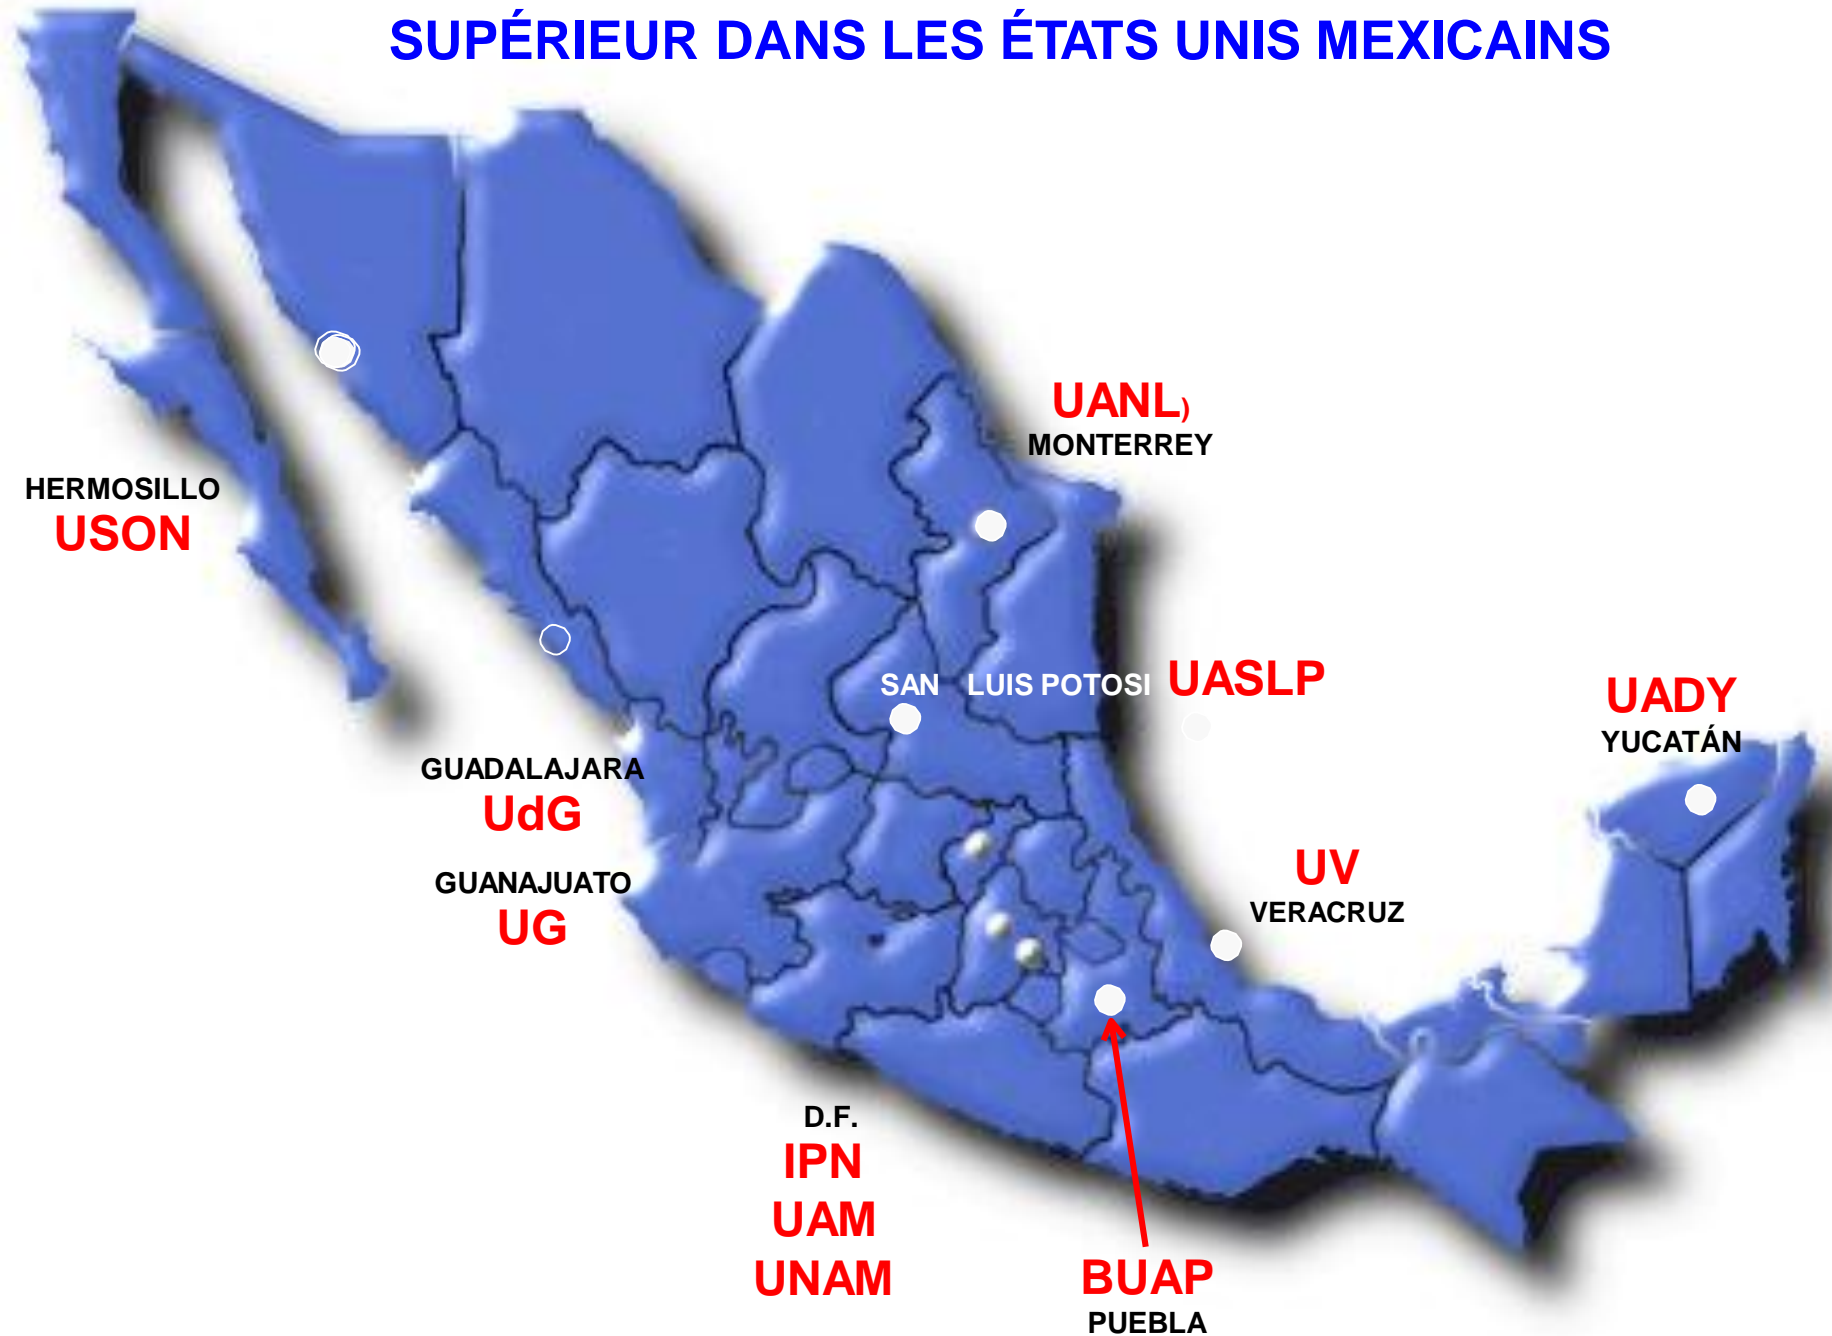 SUPÉRIEUR DANS LES ÉTATS UNIS MEXICAINS
UANL)
MONTERREY
HERMOSILLO
USON
SAN LUIS POTOSI UASLP
UADY
YUCATÁN
GUADALAJARA
UdG
GUANAJUATO
UG
UV
VERACRUZ
D.F.
IPN
UAM
UNAM
BUAP
PUEBLA